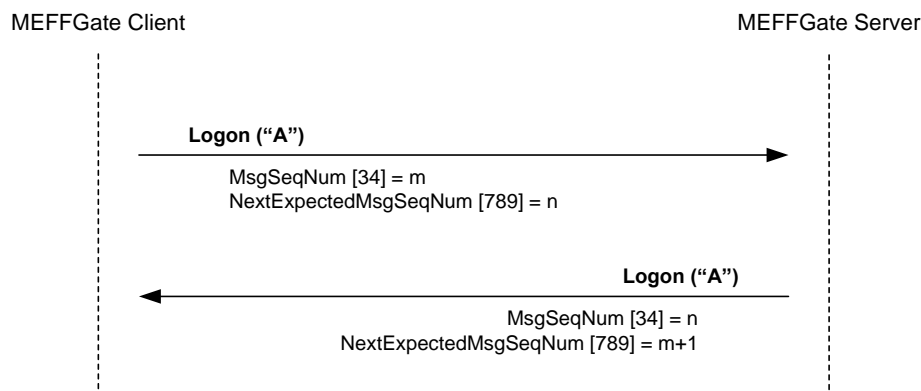 MEFFGate Client
MEFFGate Server
Logon (“A”)
MsgSeqNum [34] = m
NextExpectedMsgSeqNum [789] = n
Logon (“A”)
MsgSeqNum [34] = n
NextExpectedMsgSeqNum [789] = m+1